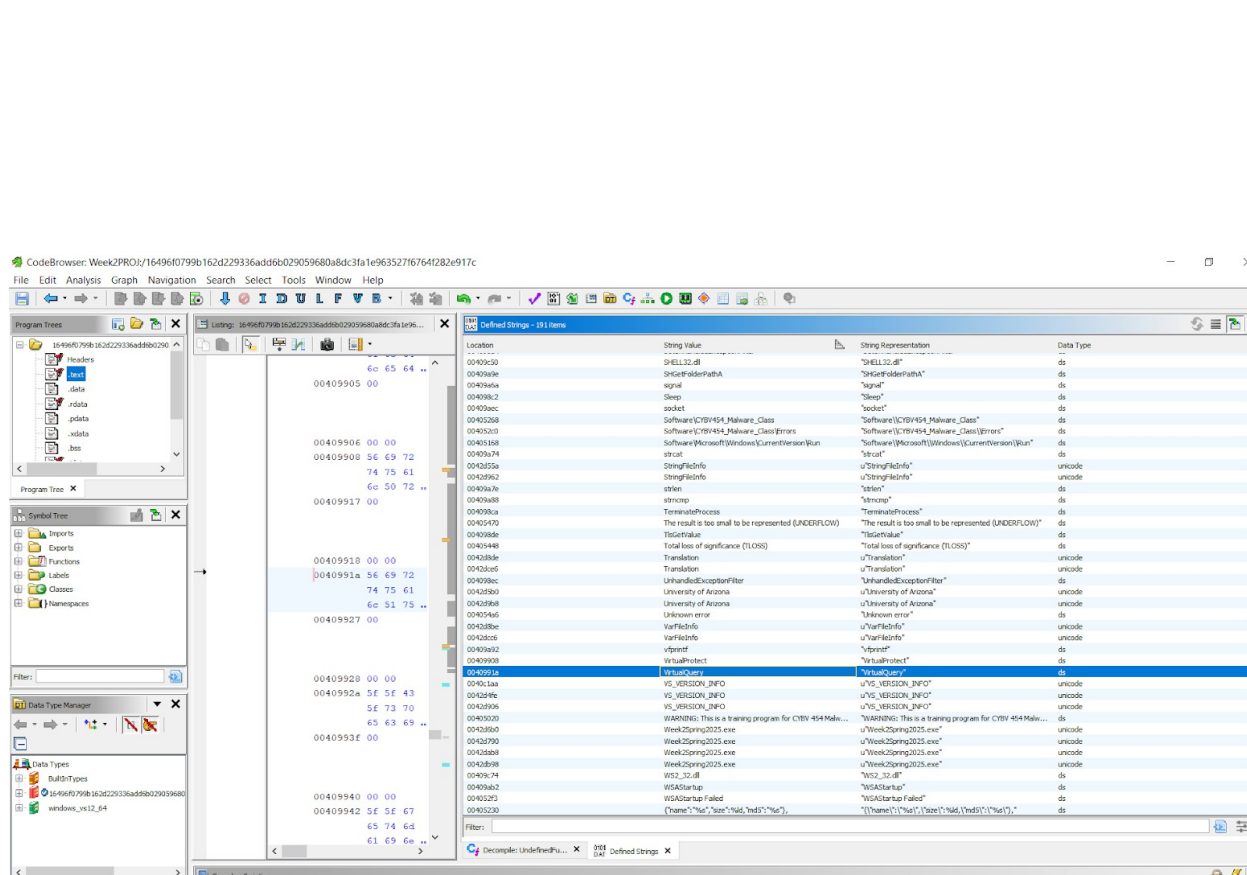 CodeBrowser: Week2PROJ:/16496f0799b162d229336add6b029059680a8dc3fa1e963527f6764f282e917c
File Edit Analysis Graph Navigation Search Select Tools Window Help
I D U L F V B
Program Trees
16496f0799b162d229336add6b0290
Headers
.text
.data
.rdata
.pdata
.xdata
.bss
Program Tree
Symbol Tree
Imports
Exports
Functions
Labels
Classes
Namespaces
Filter:
Data Type Manager
Data Types
BuiltInTypes
16496f0799b162d229336add6b029059680
windows_vs12_64
Listing: 16496f0799b162d229336add6b029059680a8dc3fa1e96...
6c 65 64 ..
00409905 00
00409906 00 00
00409908 56 69 72
74 75 61
6c 50 72 ..
00409917 00
00409918 00 00
0040991a 56 69 72
74 75 61
6c 51 75 ..
00409927 00
00409928 00 00
0040992a 5f 5f 43
5f 73 70
65 63 69 ..
0040993f 00
00409940 00 00
00409942 5f 5f 67
65 74 6d
61 69 6e ..
Defined Strings - 191 items
Location String Value String Representation Data Type
00409c50 SHELL32.dll "SHELL32.dll" ds
00409a9e SHGetFolderPathA "SHGetFolderPathA" ds
00409a6a signal "signal" ds
004098c2 Sleep "Sleep" ds
00409aec socket "socket" ds
00405268 Software\CYBV454_Malware_Class "Software\\CYBV454_Malware_Class" ds
004052c0 Software\CYBV454_Malware_Class\Errors "Software\\CYBV454_Malware_Class\\Errors" ds
00405168 Software\Microsoft\Windows\CurrentVersion\Run "Software\\Microsoft\\Windows\\CurrentVersion\\Run" ds
00409a74 strcat "strcat" ds
0042d55a StringFileInfo u"StringFileInfo" unicode
0042d962 StringFileInfo u"StringFileInfo" unicode
00409a7e strlen "strlen" ds
00409a88 strncmp "strncmp" ds
004098ca TerminateProcess "TerminateProcess" ds
00405470 The result is too small to be represented (UNDERFLOW) "The result is too small to be represented (UNDERFLOW)" ds
004098de TlsGetValue "TlsGetValue" ds
00405448 Total loss of significance (TLOSS) "Total loss of significance (TLOSS)" ds
0042d8de Translation u"Translation" unicode
0042dce6 Translation u"Translation" unicode
004098ec UnhandledExceptionFilter "UnhandledExceptionFilter" ds
0042d5b0 University of Arizona u"University of Arizona" unicode
0042d9b8 University of Arizona u"University of Arizona" unicode
004054a6 Unknown error "Unknown error" ds
0042d8be VarFileInfo u"VarFileInfo" unicode
0042dcc6 VarFileInfo u"VarFileInfo" unicode
00409a92 vfprintf "vfprintf" ds
00409908 VirtualProtect "VirtualProtect" ds
0040991a VirtualQuery "VirtualQuery" ds
0040c1aa VS_VERSION_INFO u"VS_VERSION_INFO" unicode
0042d4fe VS_VERSION_INFO u"VS_VERSION_INFO" unicode
0042d906 VS_VERSION_INFO u"VS_VERSION_INFO" unicode
00405020 WARNING: This is a training program for CYBV 454 Malw... "WARNING: This is a training program for CYBV 454 Malw... ds
0042d6b0 Week2Spring2025.exe u"Week2Spring2025.exe" unicode
0042d790 Week2Spring2025.exe u"Week2Spring2025.exe" unicode
0042dab8 Week2Spring2025.exe u"Week2Spring2025.exe" unicode
0042db98 Week2Spring2025.exe u"Week2Spring2025.exe" unicode
00409c74 WS2_32.dll "WS2_32.dll" ds
00409ab2 WSAStartup "WSAStartup" ds
004052f3 WSAStartup Failed "WSAStartup Failed" ds
00405230 {"name":"%s","size":%ld,"md5":"%s"}, "{\"name\":\"%s\",\"size\":%ld,\"md5\":\"%s\"}," ds
Filter:
Decompile: UndefinedFu... Defined Strings